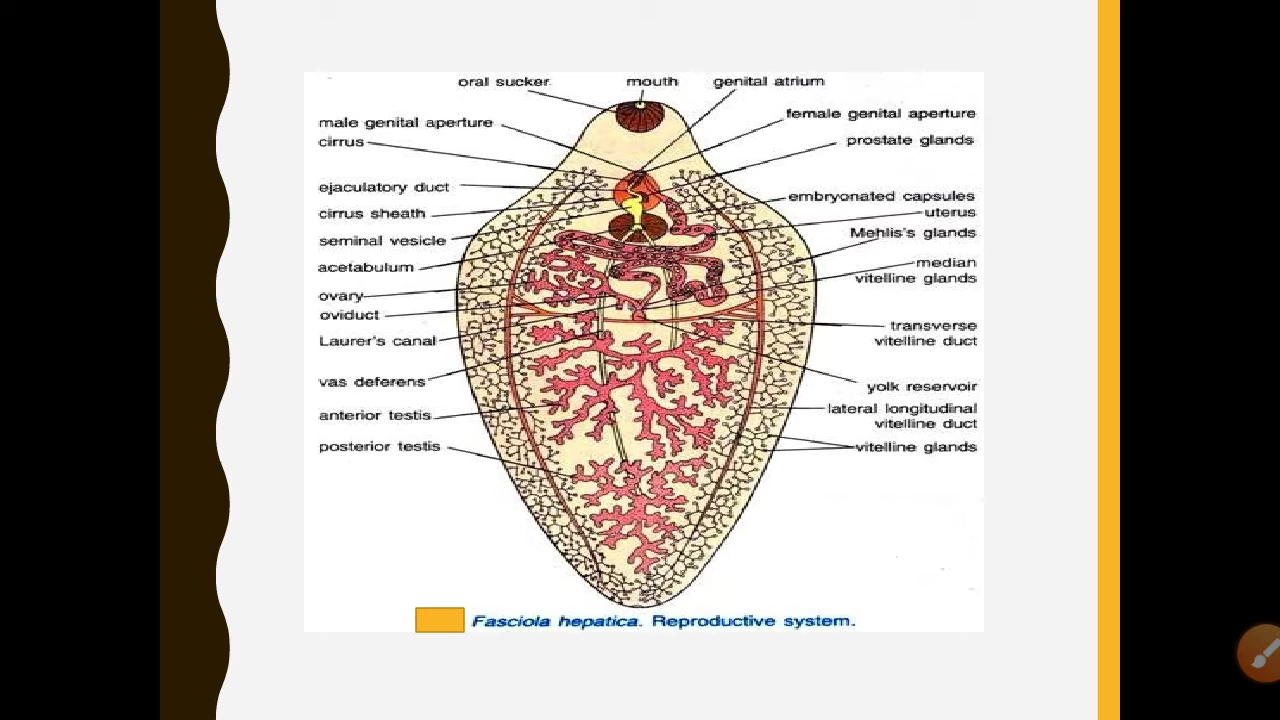 oral sucker
mouth
genital atrium
male genital aperture
female genital aperture
cirrus
prostate glands
ejaculatory duct
embryonated capsules
cirrus sheath
uterus
seminal vesicle
Mehlis's glands
acetabulum
median
vitelline glands
ovary
oviduct
transverse
vitelline duct
Laurer's canal
vas deferens
yolk reservoir
anterior testis
lateral longitudinal
vitelline duct
posterior testis
vitelline glands
Fasciola hepatica. Reproductive system.